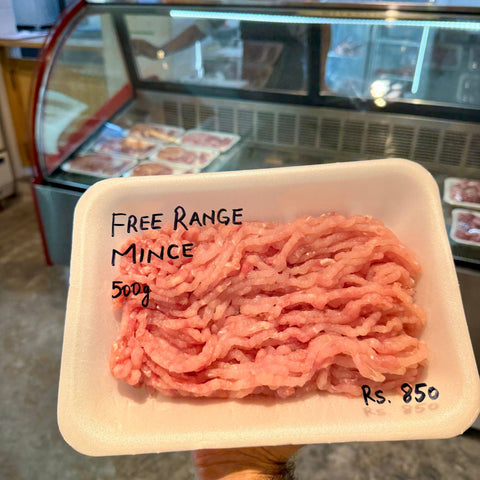 FREE RANGE
MINCE
500g
Rs. 850